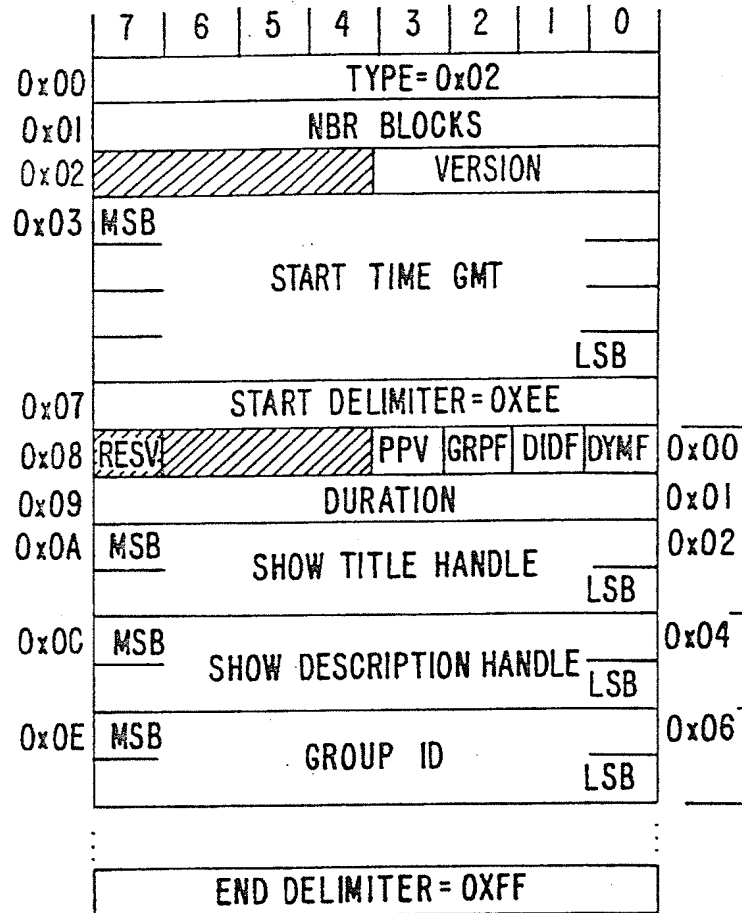 7 6 5 4 3 2 1 0
0x00 TYPE=0x02
0x01 NBR BLOCKS
0x02 VERSION
0x03 MSB
START TIME GMT
LSB
0x07 START DELIMITER=0XEE
0x08 RESV PPV GRPF DIDF DYMF 0x00
0x09 DURATION 0x01
0x0A MSB 0x02
SHOW TITLE HANDLE
LSB
0x0C MSB 0x04
SHOW DESCRIPTION HANDLE
LSB
0x0E MSB 0x06
GROUP ID
LSB
END DELIMITER=0XFF